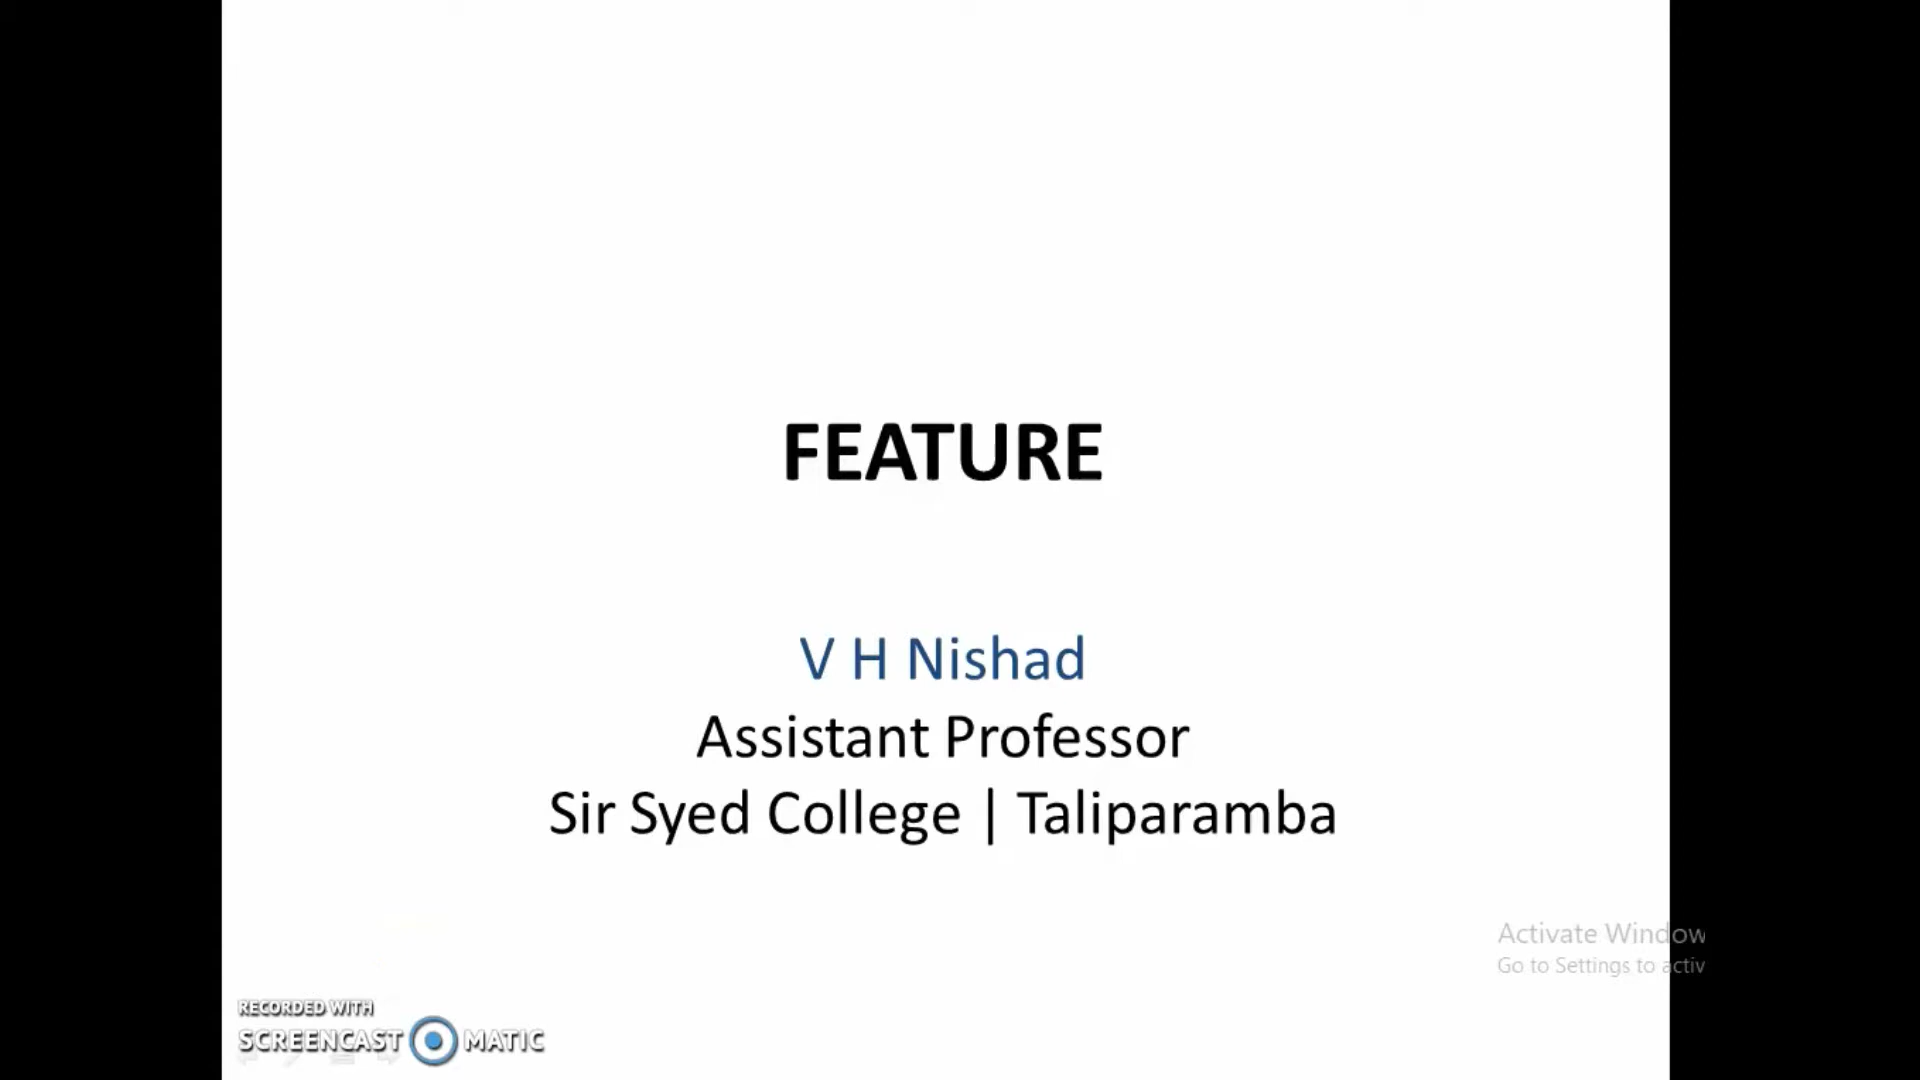 FEATURE
V H Nishad
Assistant Professor
Sir Syed College | Taliparamba
Activate Window
Go to Settings to activ
RECORDED WITH
SCREENCAST MATIC